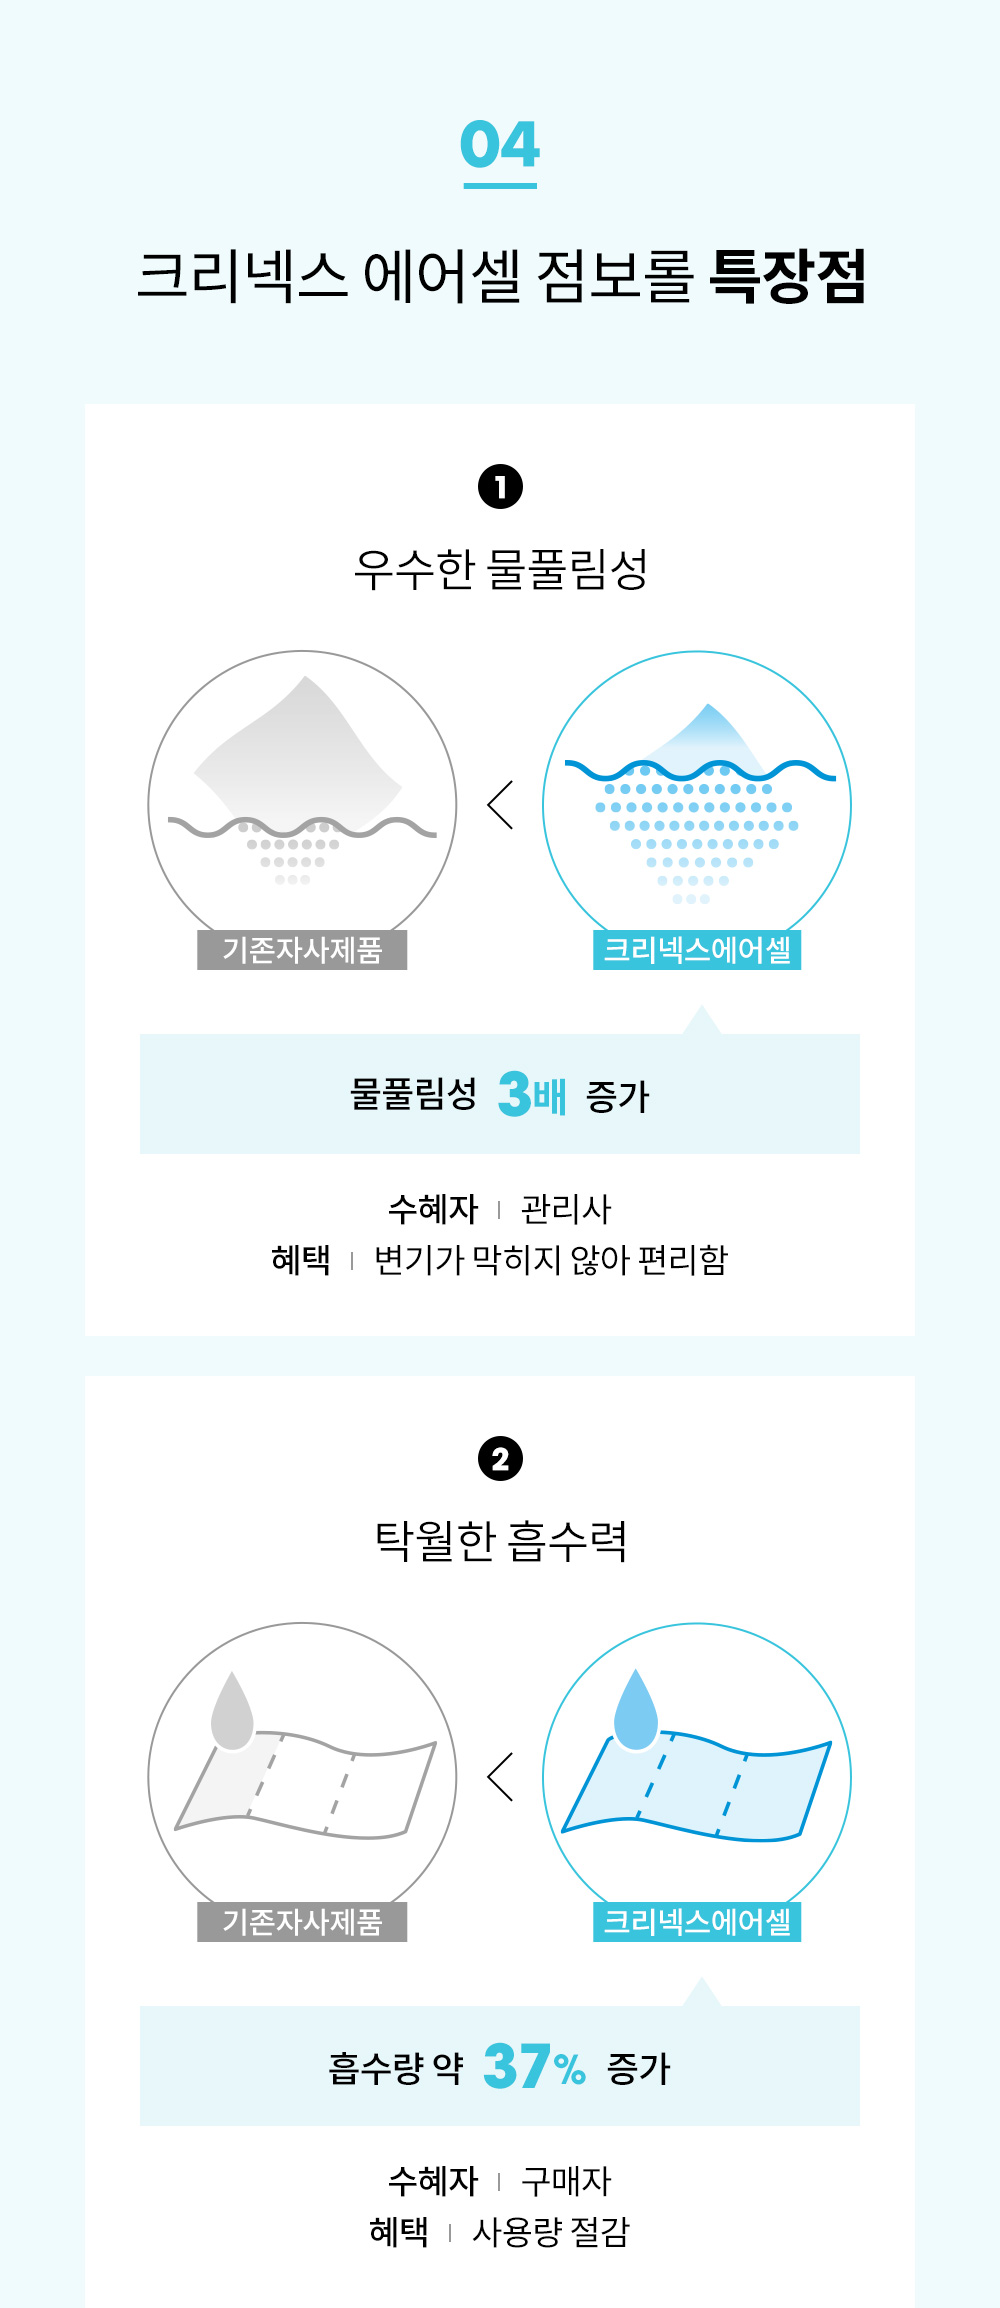 04
크리넥스 에어셀 점보롤 특장점
1
우수한 물풀림성
<
기존자사제품
크리넥스에어셀
물풀림성 3배 증가
수혜자 | 관리사
혜택 | 변기가 막히지 않아 편리함
2
탁월한 흡수력
<
기존자사제품
크리넥스에어셀
흡수량 약 37% 증가
수혜자 | 구매자
혜택 | 사용량 절감